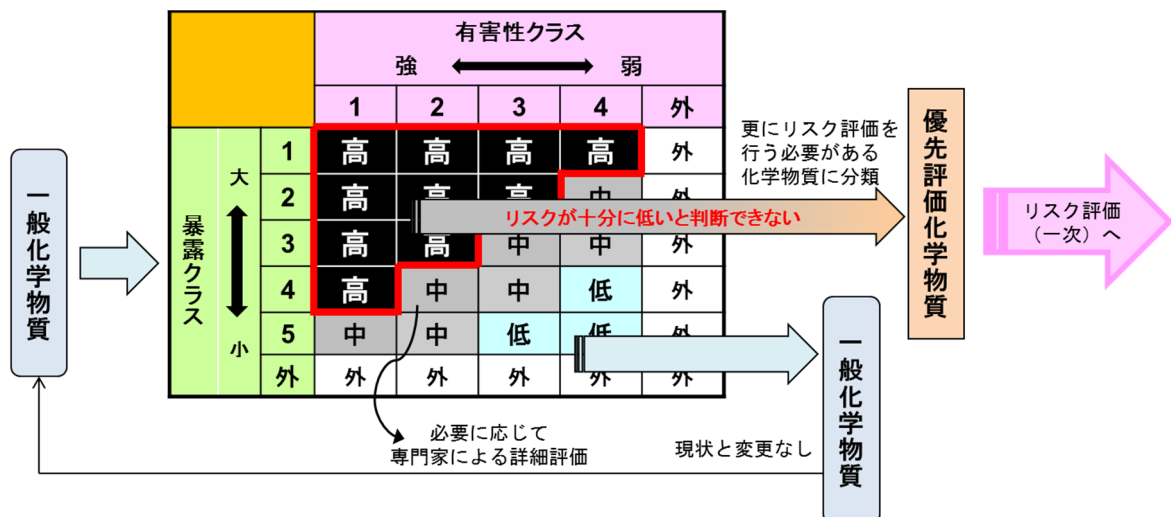 有害性クラス
強 弱
1 2 3 4 外
一般化学物質
暴露クラス
大
小
1 高 高 高 高 外
2 高 高 高 中 外
3 高 高 中 中 外
4 高 中 中 低 外
5 中 中 低 低 外
外 外 外 外 外 外
リスクが十分に低いと判断できない
更にリスク評価を
行う必要がある
化学物質に分類
優先評価化学物質
リスク評価
(一次)へ
一般化学物質
必要に応じて
専門家による詳細評価
現状と変更なし